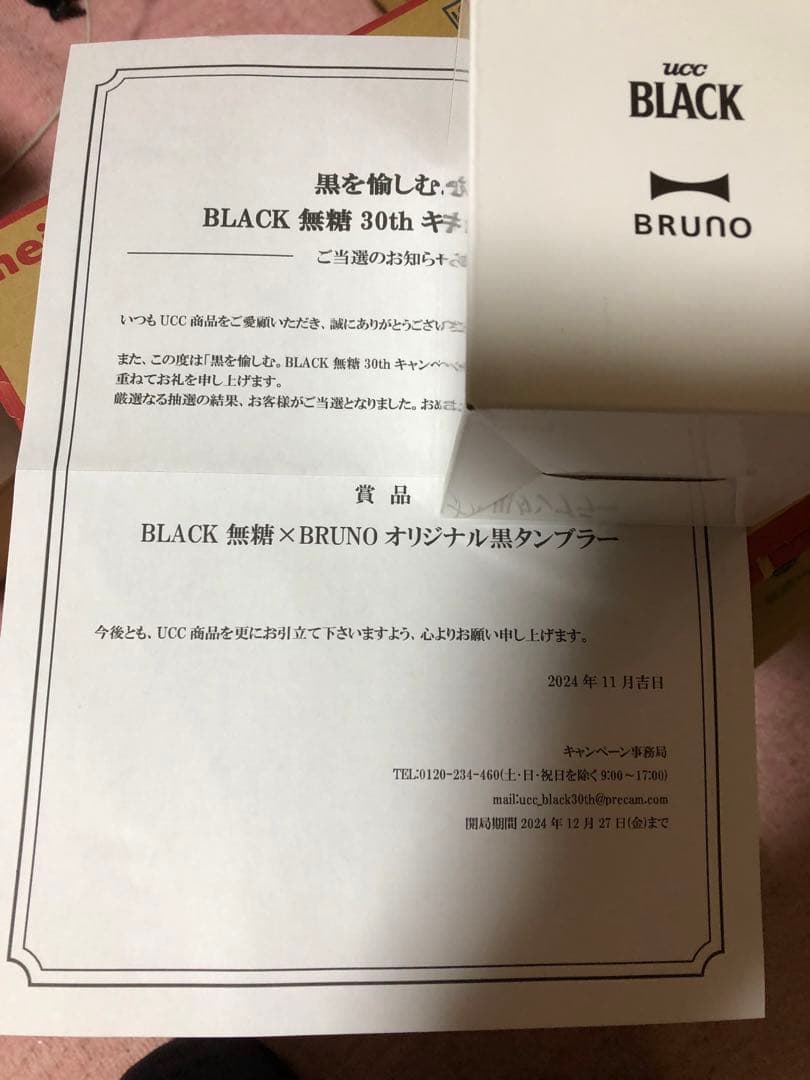 ucc
BLACK
BRUNO
黒を愉しむ。
BLACK 無糖 30th キ
ご当選のお知ら
いつも UCC 商品をご愛顧いただき、誠にありがとうござい
また、この度は「黒を愉しむ。BLACK 無糖 30th キャンペ
重ねてお礼を申し上げます。
厳選なる抽選の結果、お客様がご当選となりました。おめ
賞 品
BLACK 無糖×BRUNO オリジナル黒タンブラー
今後とも、UCC 商品を更にお引立て下さいますよう、心よりお願い申し上げます。
2024 年 11 月吉日
キャンペーン事務局
TEL:0120-234-460(土・日・祝日を除く 9:00～17:00)
mail:ucc_black30th@precam.com
開局期間 2024 年 12 月 27 日(金)まで